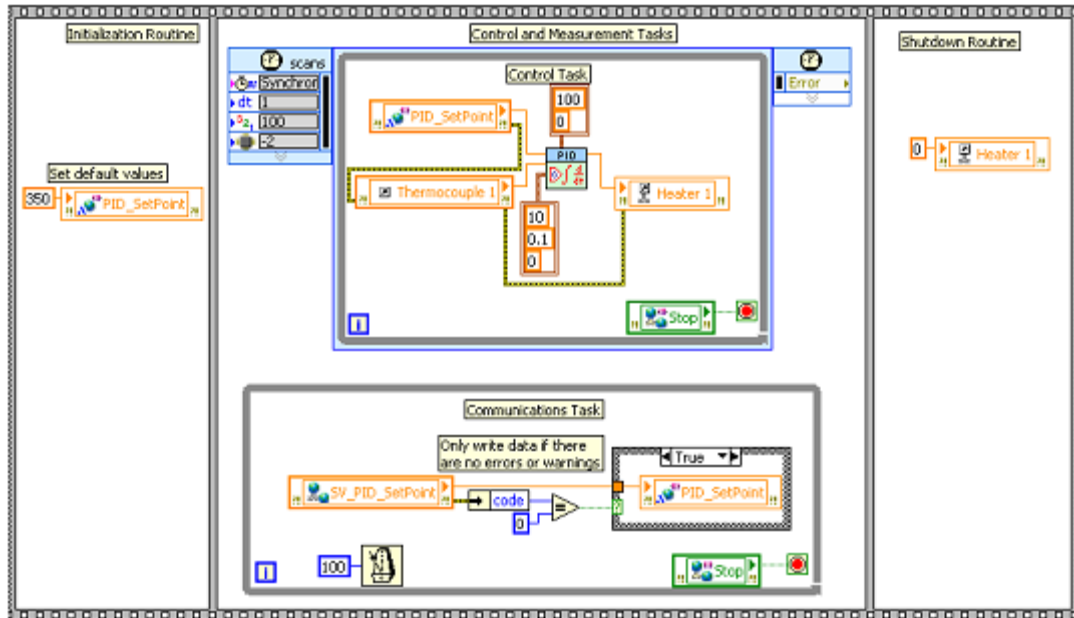 Initialization Routine
Set default values
350
PID_SetPoint
Control and Measurement Tasks
scans
Synchror
dt 1
100
-2
Error
Control Task
100
0
PID_SetPoint
PID
Thermocouple 1
Heater 1
10
0.1
0
Stop
i
Communications Task
Only write data if there
are no errors or warnings
True
SV_PID_SetPoint
code
0
=
?
PID_SetPoint
100
Stop
i
Shutdown Routine
0
Heater 1